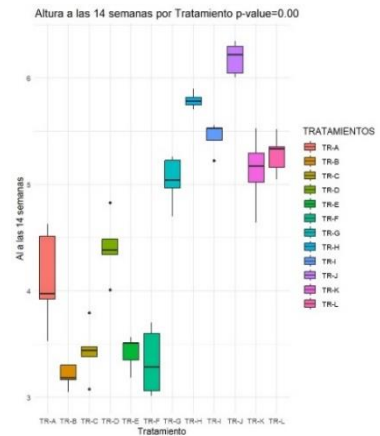 Altura a las 14 semanas por Tratamiento p-value=0.00
6
5
4
3
Al a las 14 semanas
TR-A TR-B TR-C TR-D TR-E TR-F TR-G TR-H TR-I TR-J TR-K TR-L
Tratamiento
TRATAMIENTOS
TR-A
TR-B
TR-C
TR-D
TR-E
TR-F
TR-G
TR-H
TR-I
TR-J
TR-K
TR-L